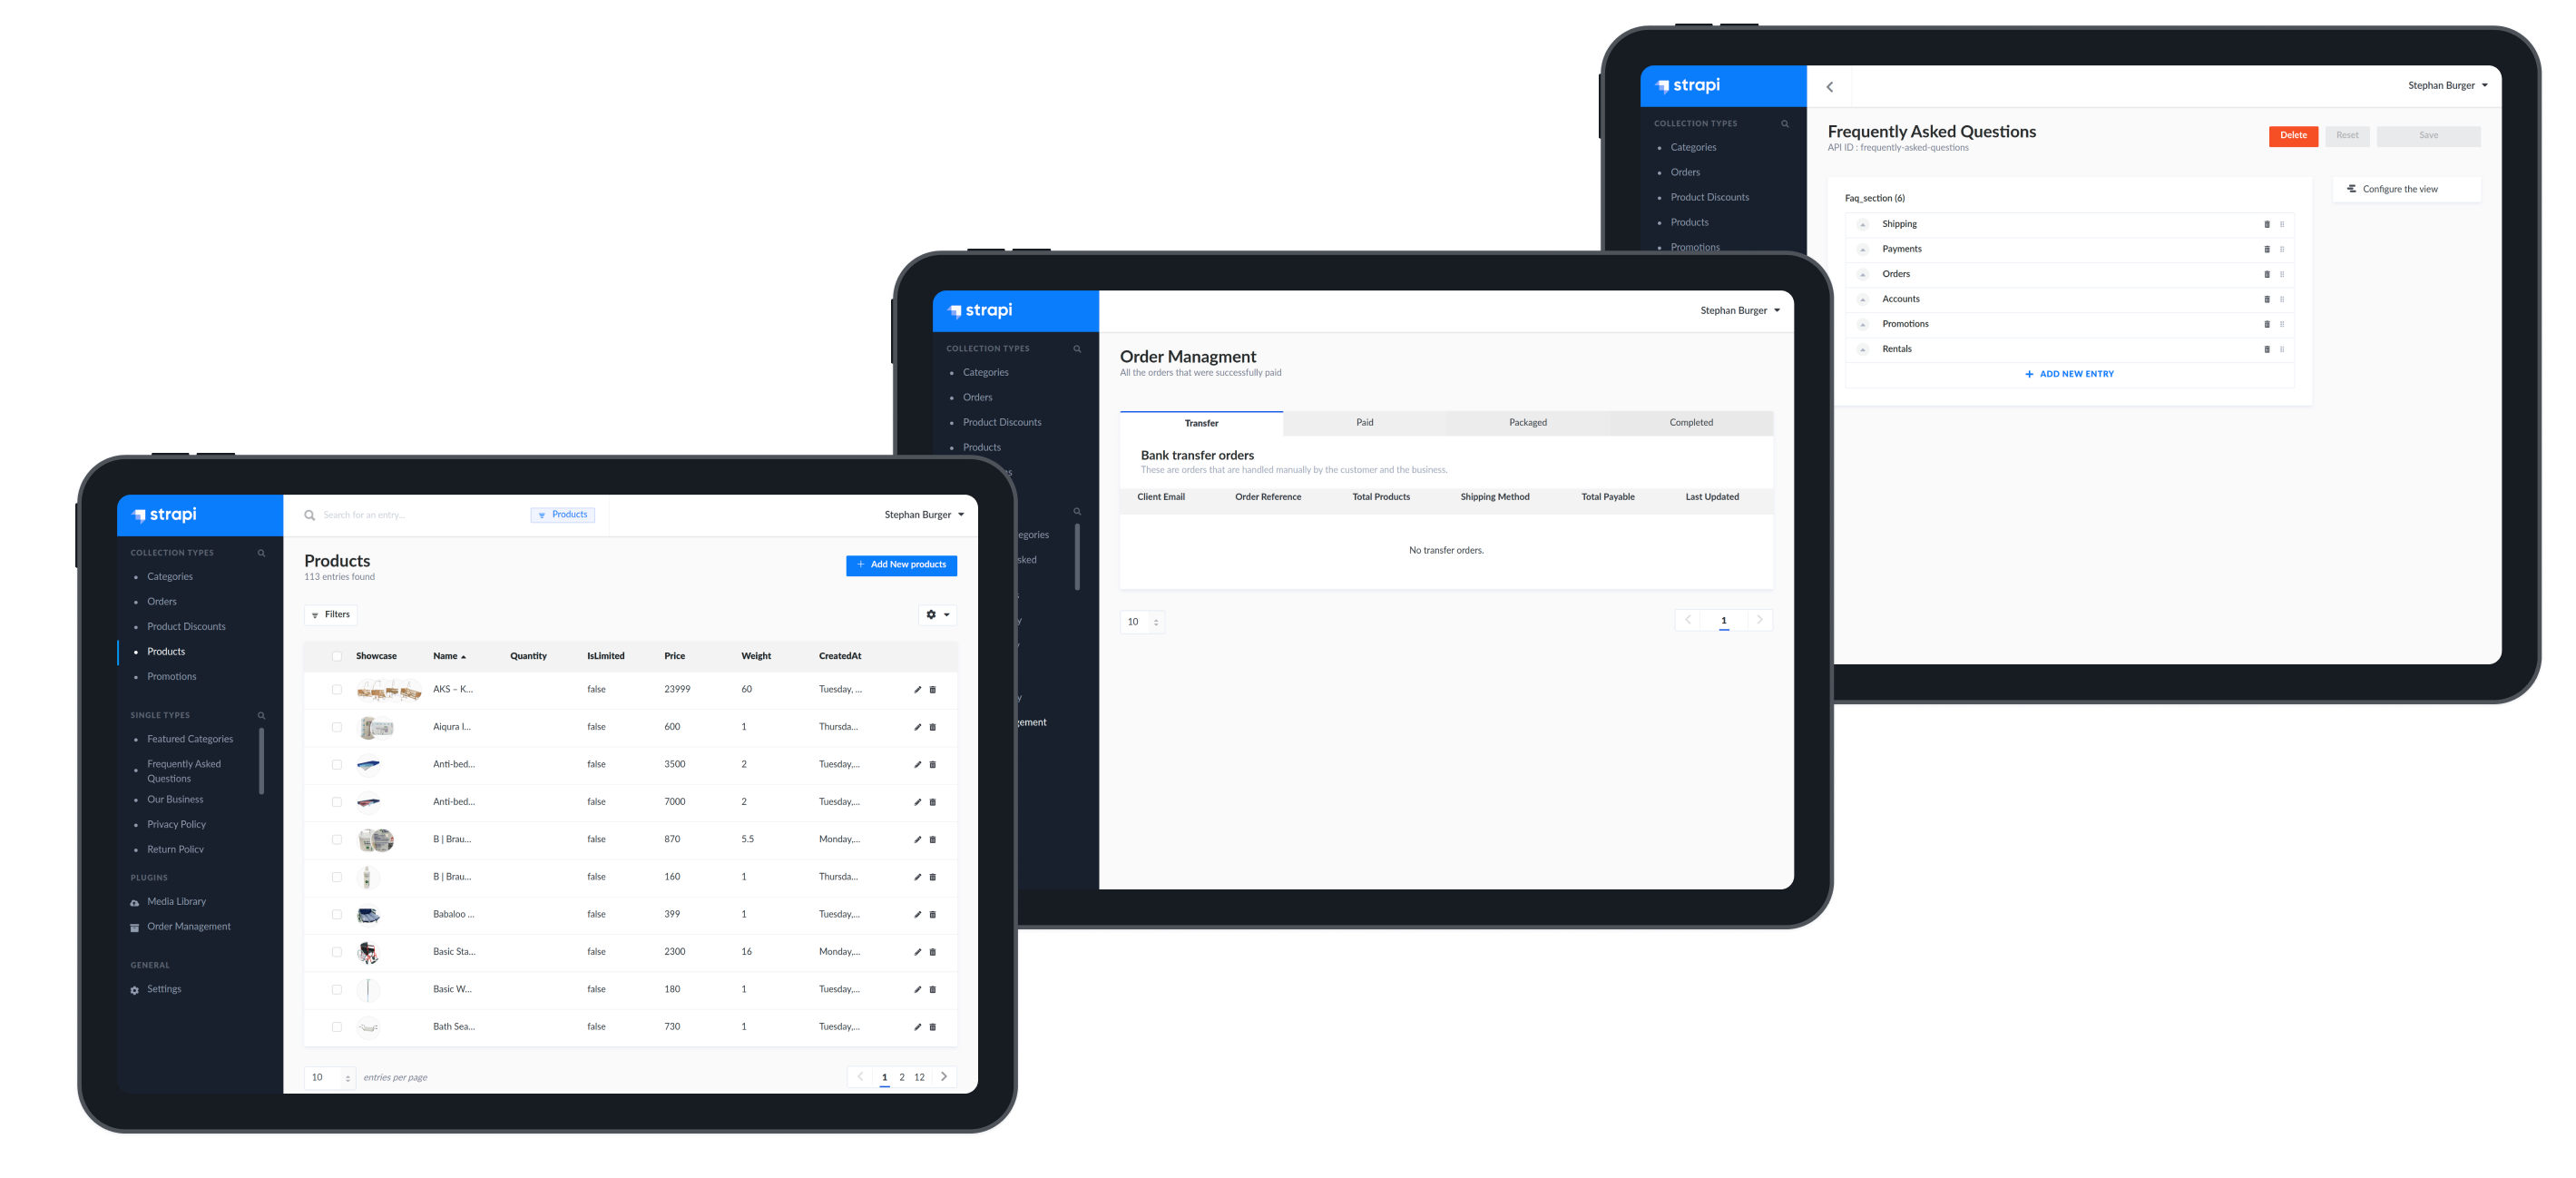 strapi
Search for an entry...
Products
Stephan Burger
COLLECTION TYPES
Categories
Orders
Product Discounts
Products
Promotions
SINGLE TYPES
Featured Categories
Frequently Asked
Questions
Our Business
Privacy Policy
Return Policy
PLUGINS
Media Library
Order Management
GENERAL
Settings
Products
113 entries found
+ Add New products
Filters
Showcase Name Quantity IsLimited Price Weight CreatedAt
AKS – K... false 23999 60 Tuesday, ...
Aiqura I... false 600 1 Thursda...
Anti-bed... false 3500 2 Tuesday,...
Anti-bed... false 7000 2 Tuesday,...
B | Brau... false 870 5.5 Monday,...
B | Brau... false 160 1 Thursda...
Babaloo ... false 399 1 Tuesday,...
Basic Sta... false 2300 16 Monday,...
Basic W... false 180 1 Tuesday,...
Bath Sea... false 730 1 Tuesday,...
10 entries per page
1 2 12
strapi
Stephan Burger
COLLECTION TYPES
Categories
Orders
Product Discounts
Products
es
egories
sked
s
y
y
y
gement
Order Managment
All the orders that were successfully paid
Transfer Paid Packaged Completed
Bank transfer orders
These are orders that are handled manually by the customer and the business.
Client Email Order Reference Total Products Shipping Method Total Payable Last Updated
No transfer orders.
10
1
strapi
Stephan Burger
COLLECTION TYPES
Categories
Orders
Product Discounts
Products
Promotions
Frequently Asked Questions
API ID : frequently-asked-questions
Delete Reset Save
Configure the view
Faq_section (6)
Shipping
Payments
Orders
Accounts
Promotions
Rentals
+ ADD NEW ENTRY